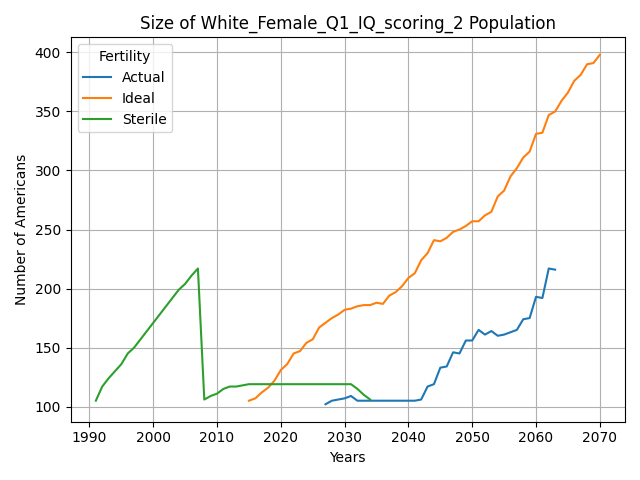 Size of White_Female_Q1_IQ_scoring_2 Population
Fertility
Actual
Ideal
Sterile
Number of Americans
400
350
300
250
200
150
100
1990 2000 2010 2020 2030 2040 2050 2060 2070
Years